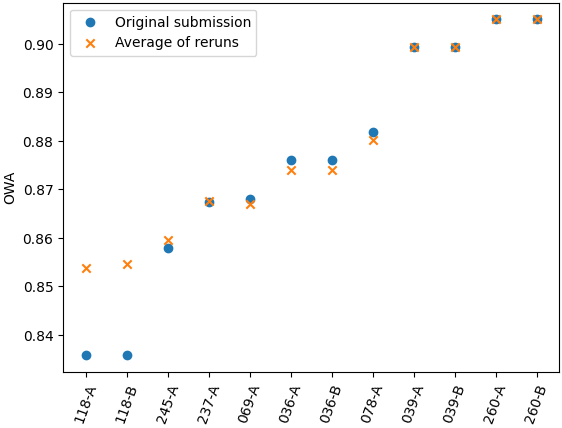 Original submission
Average of reruns
0.90
0.89
0.88
0.87
0.86
0.85
0.84
OWA
118-A
118-B
245-A
237-A
069-A
036-A
036-B
078-A
039-A
039-B
260-A
260-B